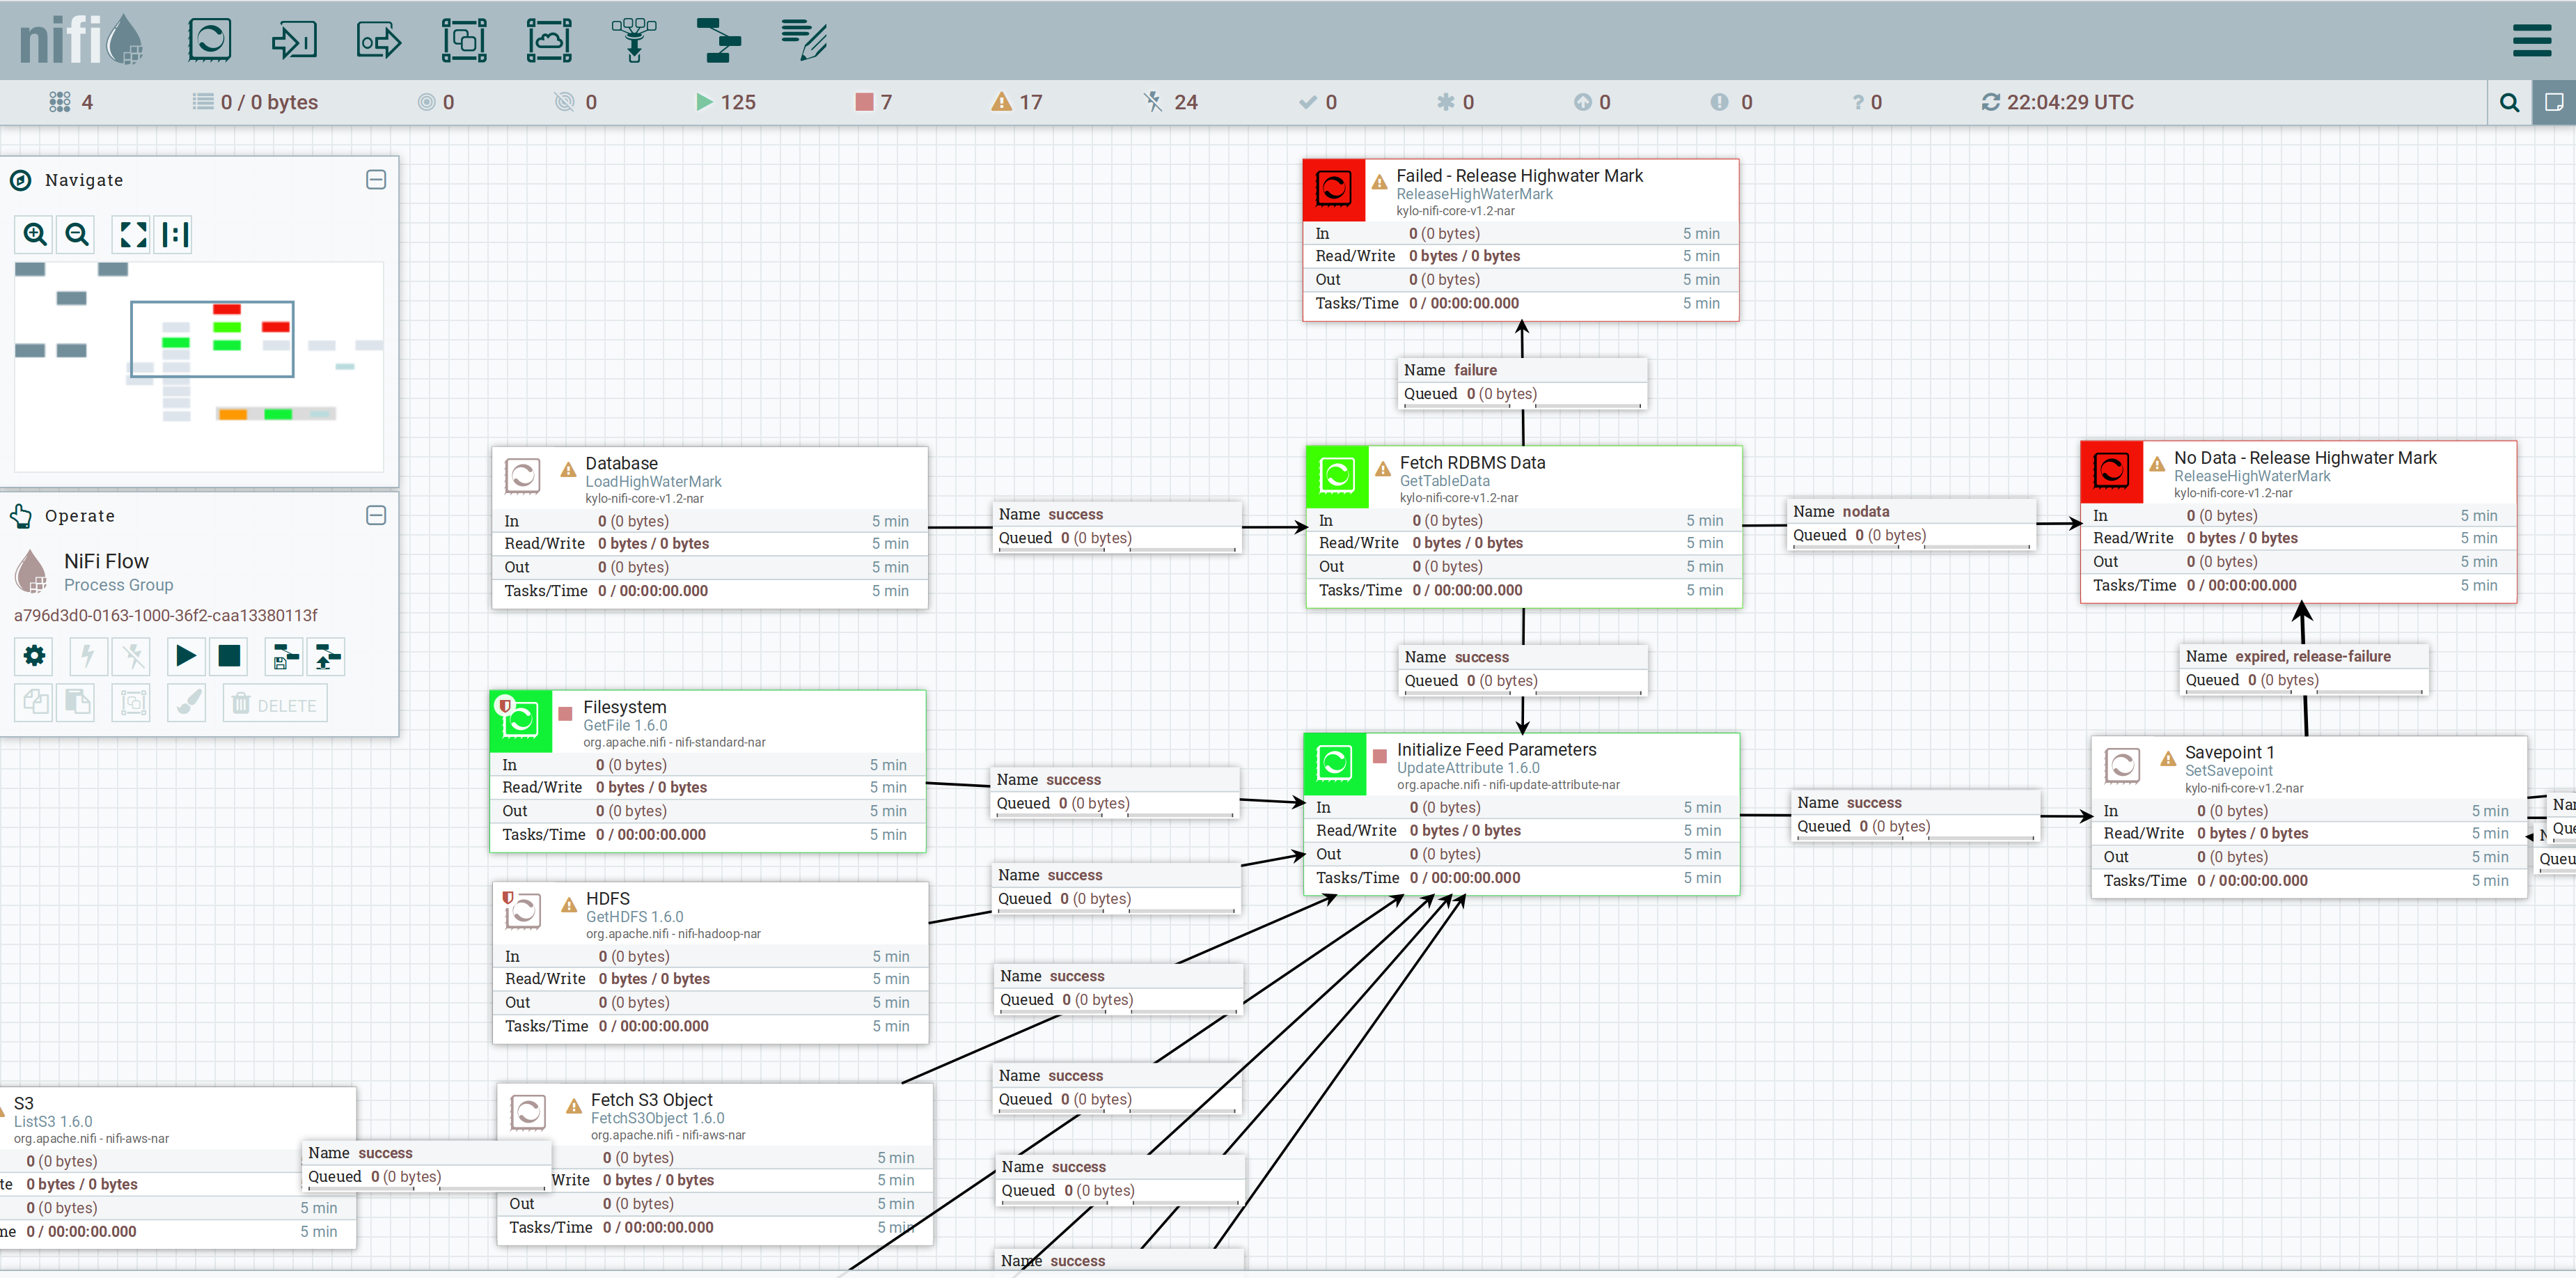 nifi
4
0 / 0 bytes
0
0
125
7
17
24
0
0
0
0
? 0
22:04:29 UTC
Navigate
Operate
NiFi Flow
Process Group
a796d3d0-0163-1000-36f2-caa13380113f
DELETE
Failed - Release Highwater Mark
ReleaseHighWaterMark
kylo-nifi-core-v1.2-nar
In 0 (0 bytes) 5 min
Read/Write 0 bytes / 0 bytes 5 min
Out 0 (0 bytes) 5 min
Tasks/Time 0 / 00:00:00.000 5 min
Name failure
Queued 0 (0 bytes)
Database
LoadHighWaterMark
kylo-nifi-core-v1.2-nar
In 0 (0 bytes) 5 min
Read/Write 0 bytes / 0 bytes 5 min
Out 0 (0 bytes) 5 min
Tasks/Time 0 / 00:00:00.000 5 min
Name success
Queued 0 (0 bytes)
Fetch RDBMS Data
GetTableData
kylo-nifi-core-v1.2-nar
In 0 (0 bytes) 5 min
Read/Write 0 bytes / 0 bytes 5 min
Out 0 (0 bytes) 5 min
Tasks/Time 0 / 00:00:00.000 5 min
Name nodata
Queued 0 (0 bytes)
No Data - Release Highwater Mark
ReleaseHighWaterMark
kylo-nifi-core-v1.2-nar
In 0 (0 bytes) 5 min
Read/Write 0 bytes / 0 bytes 5 min
Out 0 (0 bytes) 5 min
Tasks/Time 0 / 00:00:00.000 5 min
Name success
Queued 0 (0 bytes)
Name expired, release-failure
Queued 0 (0 bytes)
Filesystem
GetFile 1.6.0
org.apache.nifi - nifi-standard-nar
In 0 (0 bytes) 5 min
Read/Write 0 bytes / 0 bytes 5 min
Out 0 (0 bytes) 5 min
Tasks/Time 0 / 00:00:00.000 5 min
Name success
Queued 0 (0 bytes)
Initialize Feed Parameters
UpdateAttribute 1.6.0
org.apache.nifi - nifi-update-attribute-nar
In 0 (0 bytes) 5 min
Read/Write 0 bytes / 0 bytes 5 min
Out 0 (0 bytes) 5 min
Tasks/Time 0 / 00:00:00.000 5 min
Name success
Queued 0 (0 bytes)
Savepoint 1
SetSavepoint
kylo-nifi-core-v1.2-nar
In 0 (0 bytes) 5 min
Read/Write 0 bytes / 0 bytes 5 min
Out 0 (0 bytes) 5 min
Tasks/Time 0 / 00:00:00.000 5 min
Nar
Que
N
Queu
HDFS
GetHDFS 1.6.0
org.apache.nifi - nifi-hadoop-nar
In 0 (0 bytes) 5 min
Read/Write 0 bytes / 0 bytes 5 min
Out 0 (0 bytes) 5 min
Tasks/Time 0 / 00:00:00.000 5 min
Name success
Queued 0 (0 bytes)
Name success
Queued 0 (0 bytes)
Name success
Queued 0 (0 bytes)
S3
ListS3 1.6.0
org.apache.nifi - nifi-aws-nar
0 (0 bytes)
te 0 bytes / 0 bytes
0 (0 bytes) 5 min
me 0 / 00:00:00.000 5 min
Name success
Queued 0 (0 bytes)
Fetch S3 Object
FetchS3Object 1.6.0
org.apache.nifi - nifi-aws-nar
0 (0 bytes) 5 min
Write 0 bytes / 0 bytes 5 min
Out 0 (0 bytes) 5 min
Tasks/Time 0 / 00:00:00.000 5 min
Name success
Queued 0 (0 bytes)
Name success